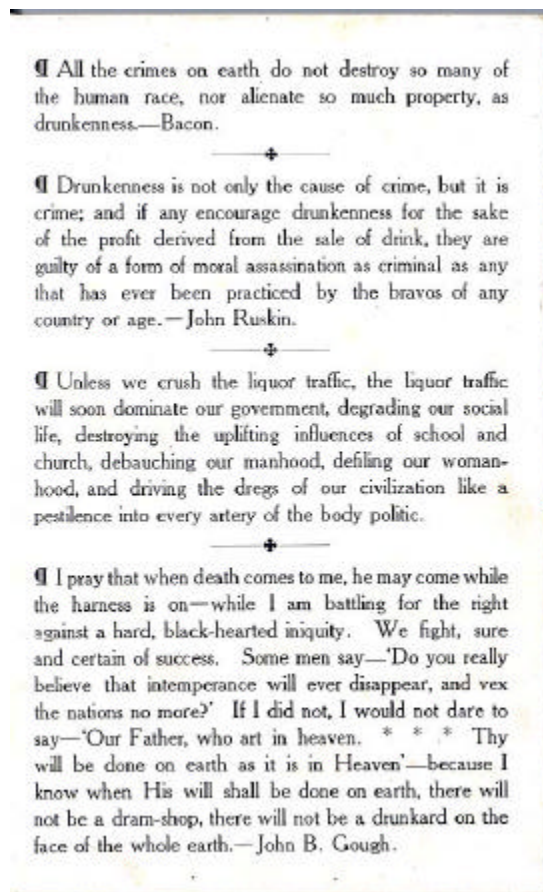 ¶ All the crimes on earth do not destroy so many of
the human race, nor alienate so much property, as
drunkenness.—Bacon.
¶ Drunkenness is not only the cause of crime, but it is
crime; and if any encourage drunkenness for the sake
of the profit derived from the sale of drink, they are
guilty of a form of moral assassination as criminal as any
that has ever been practiced by the bravos of any
country or age.—John Ruskin.
¶ Unless we crush the liquor traffic, the liquor traffic
will soon dominate our government, degrading our social
life, destroying the uplifting influences of school and
church, debauching our manhood, defiling our woman-
hood, and driving the dregs of our civilization like a
pestilence into every artery of the body politic.
¶ I pray that when death comes to me, he may come while
the harness is on—while I am battling for the right
against a hard, black-hearted iniquity. We fight, sure
and certain of success. Some men say—'Do you really
believe that intemperance will ever disappear, and vex
the nations no more?' If I did not, I would not dare to
say—'Our Father, who art in heaven. * * * Thy
will be done on earth as it is in Heaven'—because I
know when His will shall be done on earth, there will
not be a dram-shop, there will not be a drunkard on the
face of the whole earth.—John B. Gough.